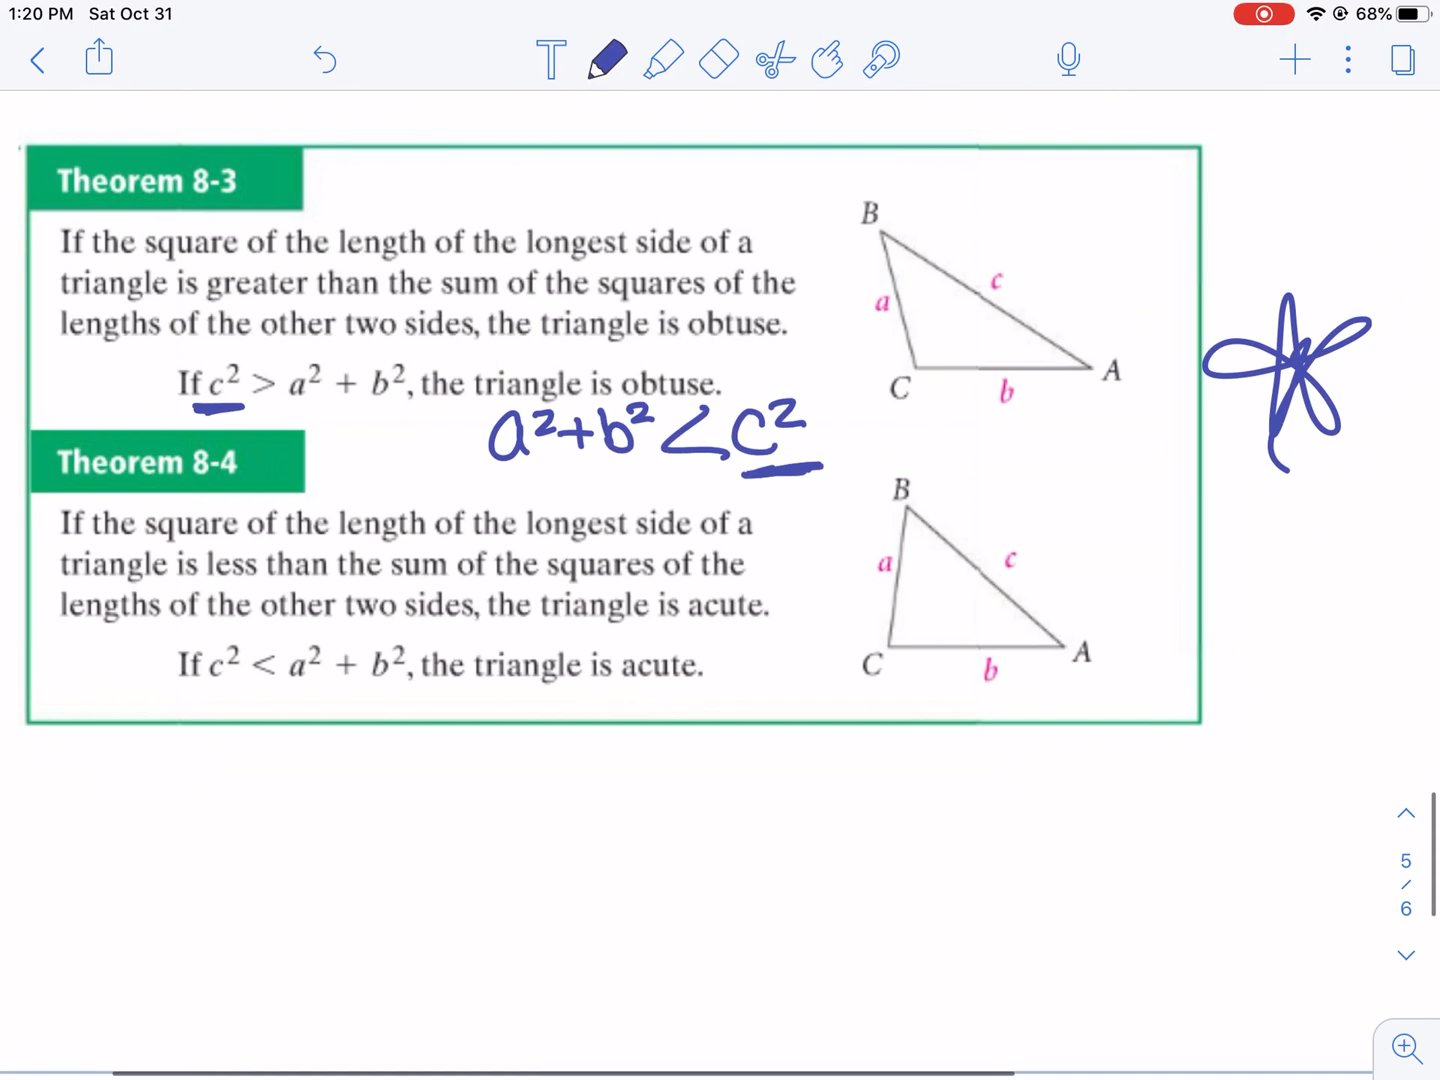 1:20 PM Sat Oct 31 68%
Theorem 8-3
If the square of the length of the longest side of a
triangle is greater than the sum of the squares of the
lengths of the other two sides, the triangle is obtuse.
If c² > a² + b², the triangle is obtuse.
a²+b² < c²
B
c
a
C
b
A
Theorem 8-4
If the square of the length of the longest side of a
triangle is less than the sum of the squares of the
lengths of the other two sides, the triangle is acute.
If c² < a² + b², the triangle is acute.
B
a
c
C
b
A
5
/
6